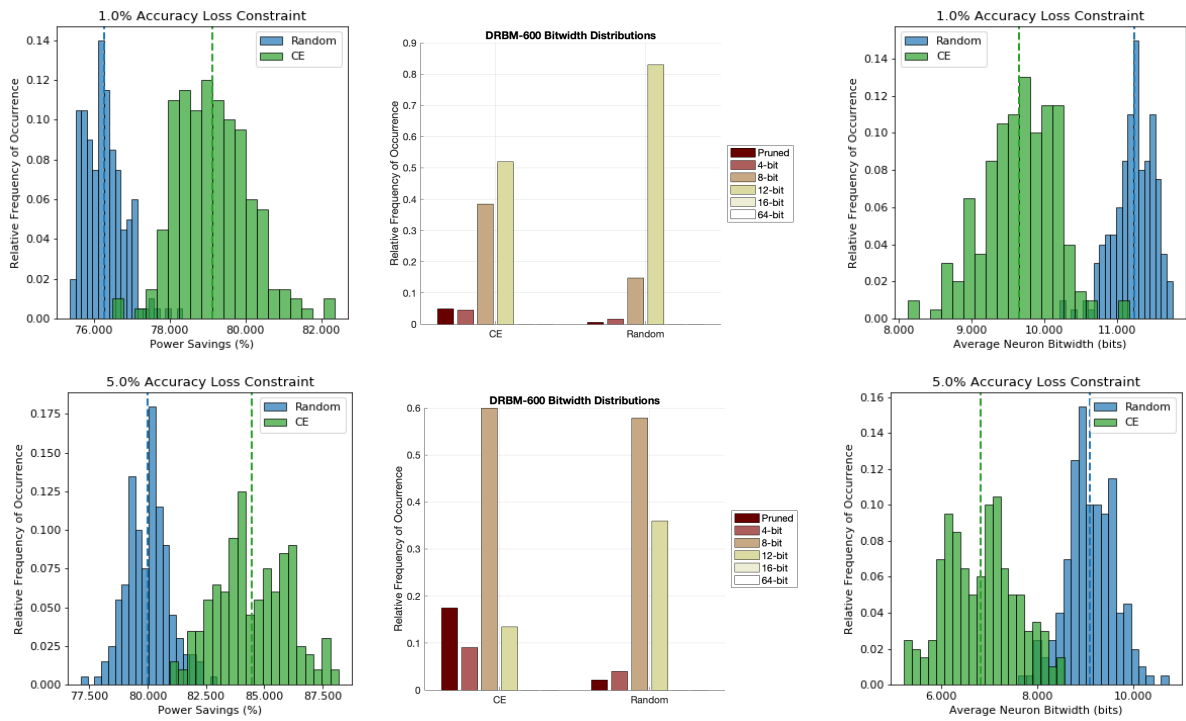 1.0% Accuracy Loss Constraint
Relative Frequency of Occurrence
0.14
0.12
0.10
0.08
0.06
0.04
0.02
0.00
76.000 78.000 80.000 82.000
Power Savings (%)
Random
CE
DRBM-600 Bitwidth Distributions
Relative Frequency of Occurrence
0.9
0.8
0.7
0.6
0.5
0.4
0.3
0.2
0.1
0
CE Random
Pruned
4-bit
8-bit
12-bit
16-bit
64-bit
1.0% Accuracy Loss Constraint
Relative Frequency of Occurrence
0.14
0.12
0.10
0.08
0.06
0.04
0.02
0.00
8.000 9.000 10.000 11.000
Average Neuron Bitwidth (bits)
Random
CE
5.0% Accuracy Loss Constraint
Relative Frequency of Occurrence
0.175
0.150
0.125
0.100
0.075
0.050
0.025
0.000
77.500 80.000 82.500 85.000 87.500
Power Savings (%)
Random
CE
DRBM-600 Bitwidth Distributions
Relative Frequency of Occurrence
0.6
0.5
0.4
0.3
0.2
0.1
0
CE Random
Pruned
4-bit
8-bit
12-bit
16-bit
64-bit
5.0% Accuracy Loss Constraint
Relative Frequency of Occurrence
0.16
0.14
0.12
0.10
0.08
0.06
0.04
0.02
0.00
6.000 8.000 10.000
Average Neuron Bitwidth (bits)
Random
CE